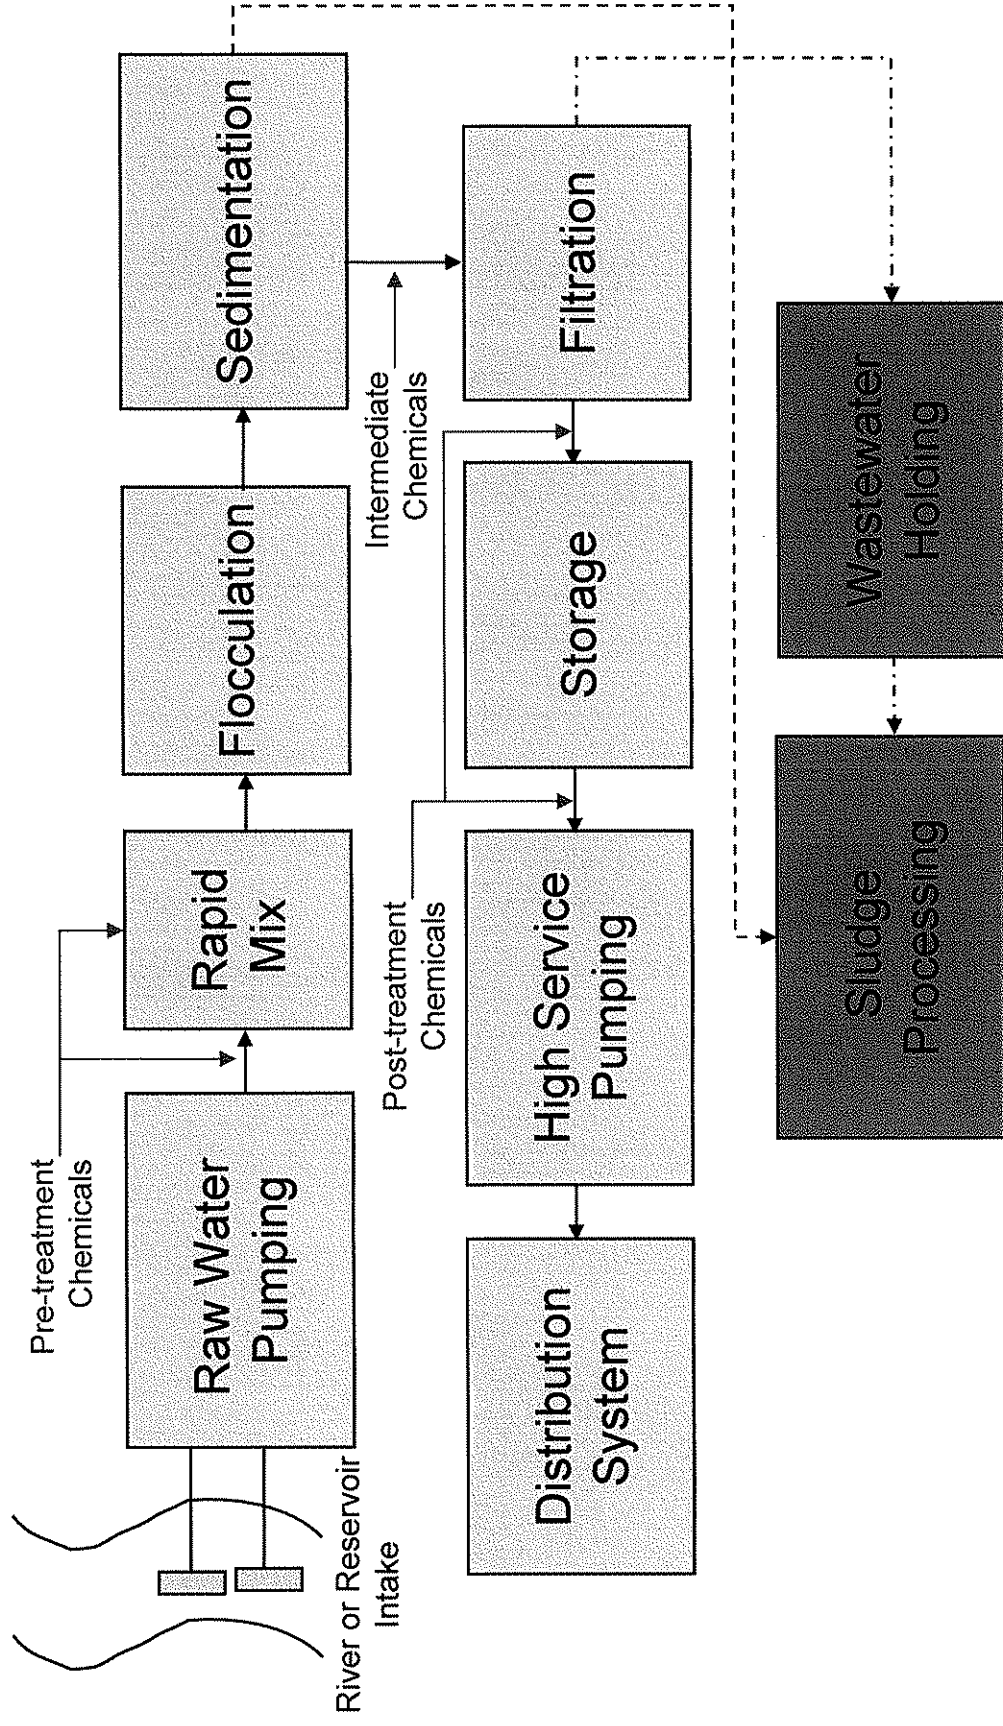 Pre-treatment
Chemicals
River or Reservoir
Intake
Raw Water
Pumping
Rapid
Mix
Flocculation
Sedimentation
Intermediate
Chemicals
Filtration
Post-treatment
Chemicals
Storage
High Service
Pumping
Distribution
System
Wastewater
Holding
Sludge
Processing